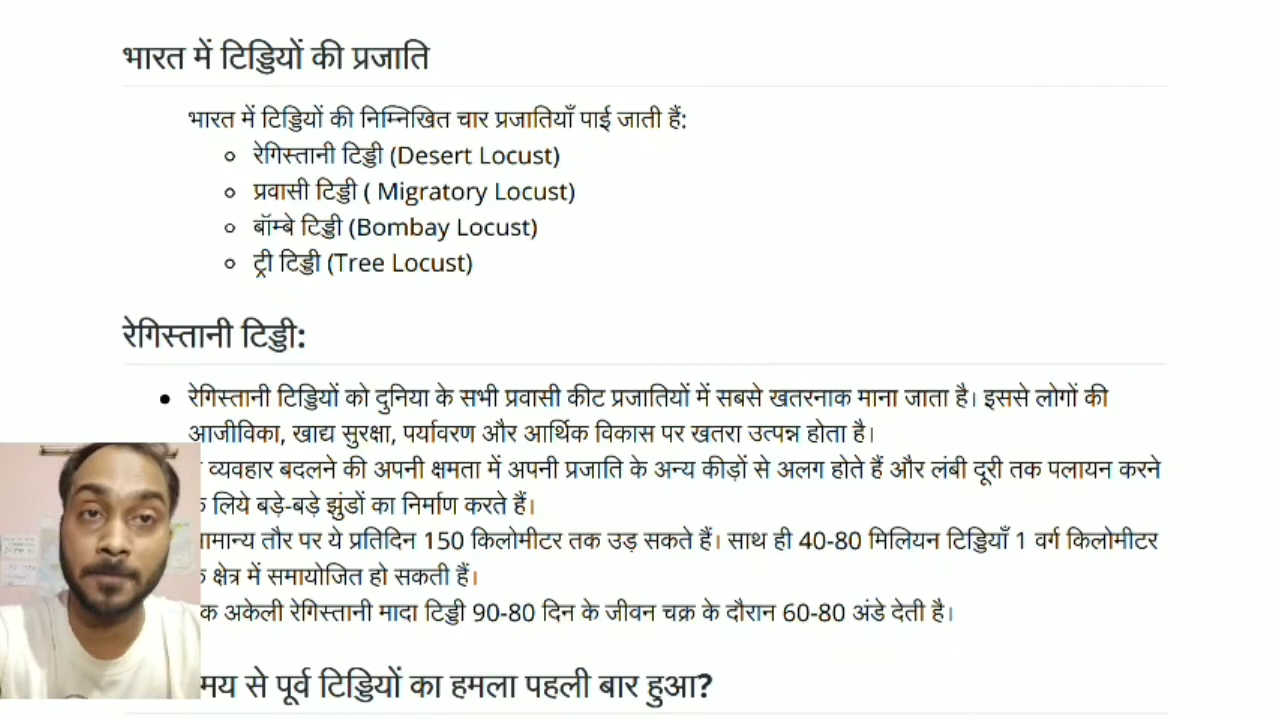 भारत में टिड्डियों की प्रजाति
भारत में टिड्डियों की निम्निखित चार प्रजातियाँ पाई जाती हैं:
रेगिस्तानी टिड्डी (Desert Locust)
प्रवासी टिड्डी ( Migratory Locust)
बॉम्बे टिड्डी (Bombay Locust)
ट्री टिड्डी (Tree Locust)
रेगिस्तानी टिड्डी:
रेगिस्तानी टिड्डियों को दुनिया के सभी प्रवासी कीट प्रजातियों में सबसे खतरनाक माना जाता है। इससे लोगों की
आजीविका, खाद्य सुरक्षा, पर्यावरण और आर्थिक विकास पर खतरा उत्पन्न होता है।
व्यवहार बदलने की अपनी क्षमता में अपनी प्रजाति के अन्य कीड़ों से अलग होते हैं और लंबी दूरी तक पलायन करने
लिये बड़े-बड़े झुंडों का निर्माण करते हैं।
तौर पर ये प्रतिदिन 150 किलोमीटर तक उड़ सकते हैं। साथ ही 40-80 मिलियन टिड्डियाँ 1 वर्ग किलोमीटर
क्षेत्र में समायोजित हो सकती हैं।
अकेली रेगिस्तानी मादा टिड्डी 90-80 दिन के जीवन चक्र के दौरान 60-80 अंडे देती है।
से पूर्व टिड्डियों का हमला पहली बार हुआ?